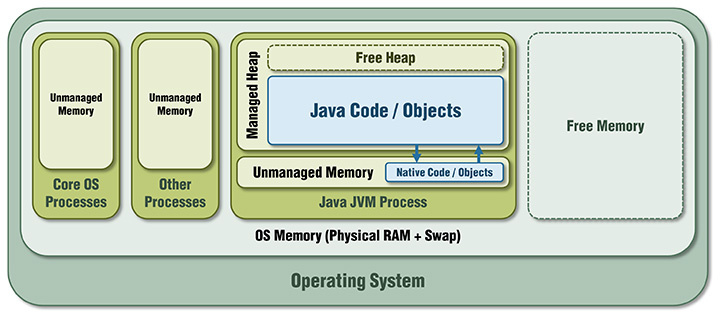 Unmanaged
Memory
Core OS
Processes
Unmanaged
Memory
Other
Processes
Managed Heap
Free Heap
Java Code / Objects
Unmanaged Memory
Native Code / Objects
Java JVM Process
Free Memory
OS Memory (Physical RAM + Swap)
Operating System